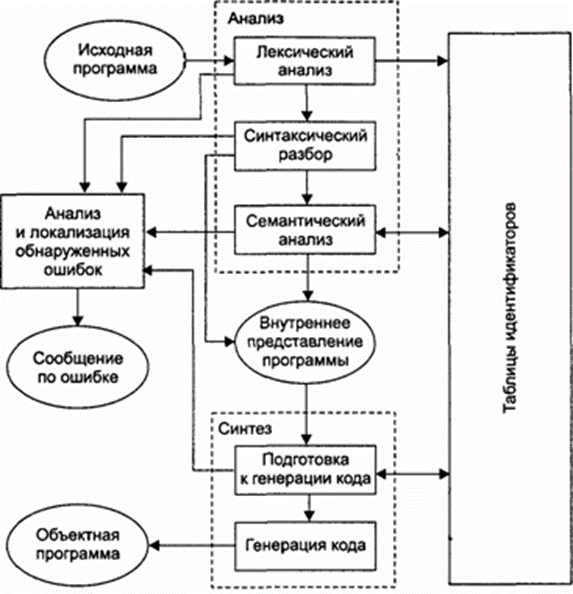 Анализ
Исходная
программа
Лексический
анализ
Синтаксический
разбор
Анализ
и локализация
обнаруженных
ошибок
Семантический
анализ
Сообщение
по ошибке
Внутреннее
представление
программы
Синтез
Подготовка
к генерации кода
Объектная
программа
Генерация кода
Таблицы идентификаторов